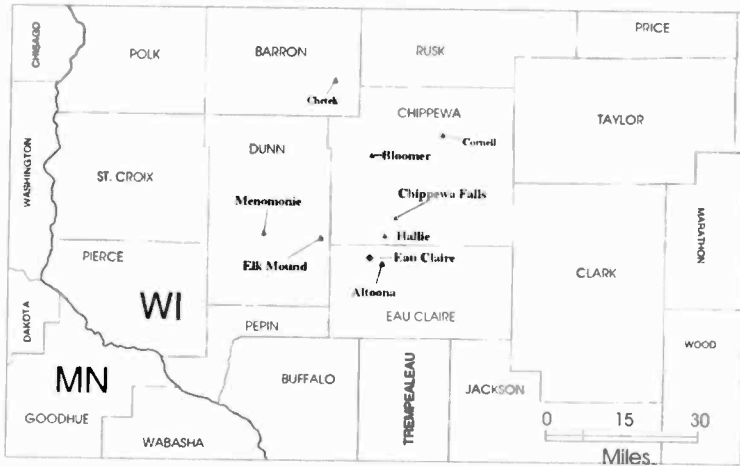 CHISAGO
POLK
BARRON
RUSK
PRICE
Chetek
CHIPPEWA
Cornell
TAYLOR
WASHINGTON
ST. CROIX
DUNN
Bloomer
Menomonie
Chippewa Falls
Hallie
MARATHON
PIERCE
Elk Mound
Eau Claire
Altoona
CLARK
WI
DAKOTA
PEPIN
EAU CLAIRE
WOOD
MN
BUFFALO
TREMPEALEAU
JACKSON
GOODHUE
WABASHA
0 15 30
Miles